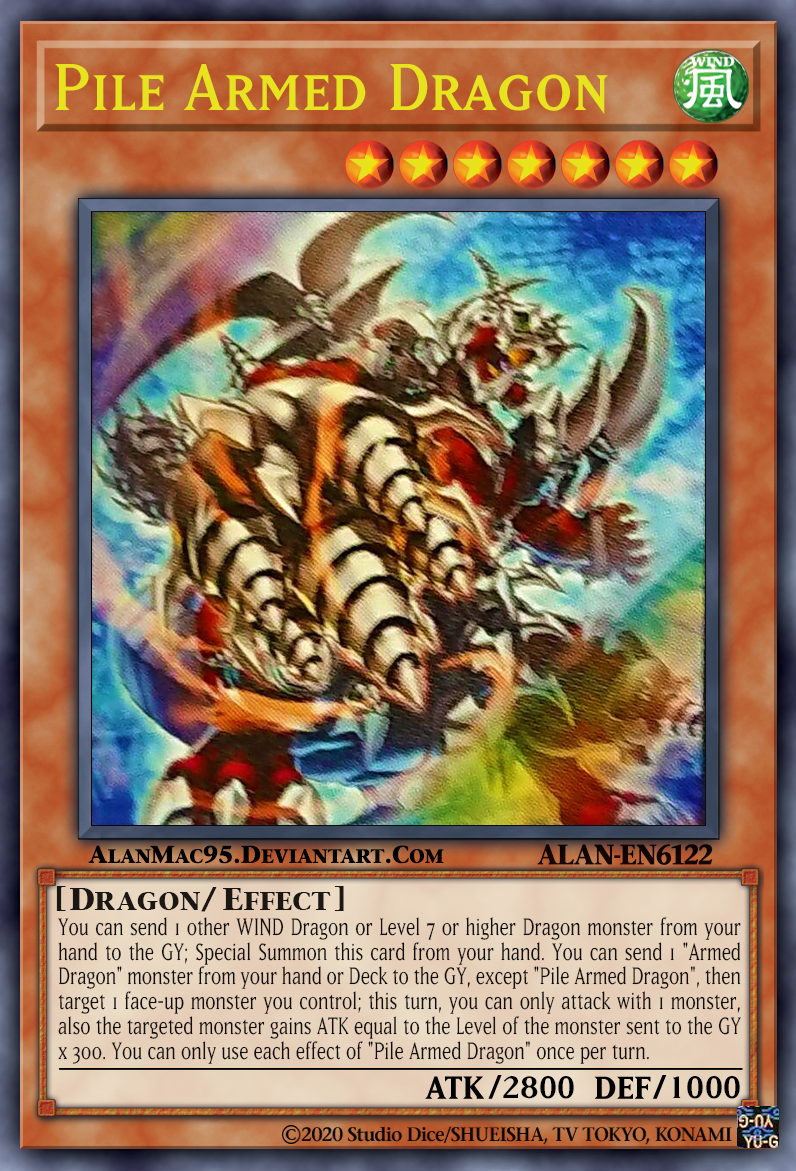 Pile Armed Dragon
WIND
風
AlanMac95.Deviantart.Com
ALAN-EN6122
[Dragon/Effect]
You can send 1 other WIND Dragon or Level 7 or higher Dragon monster from your
hand to the GY; Special Summon this card from your hand. You can send 1 "Armed
Dragon" monster from your hand or Deck to the GY, except "Pile Armed Dragon", then
target 1 face-up monster you control; this turn, you can only attack with 1 monster,
also the targeted monster gains ATK equal to the Level of the monster sent to the GY
x 300. You can only use each effect of "Pile Armed Dragon" once per turn.
ATK/2800 DEF/1000
©2020 Studio Dice/SHUEISHA, TV TOKYO, KONAMI